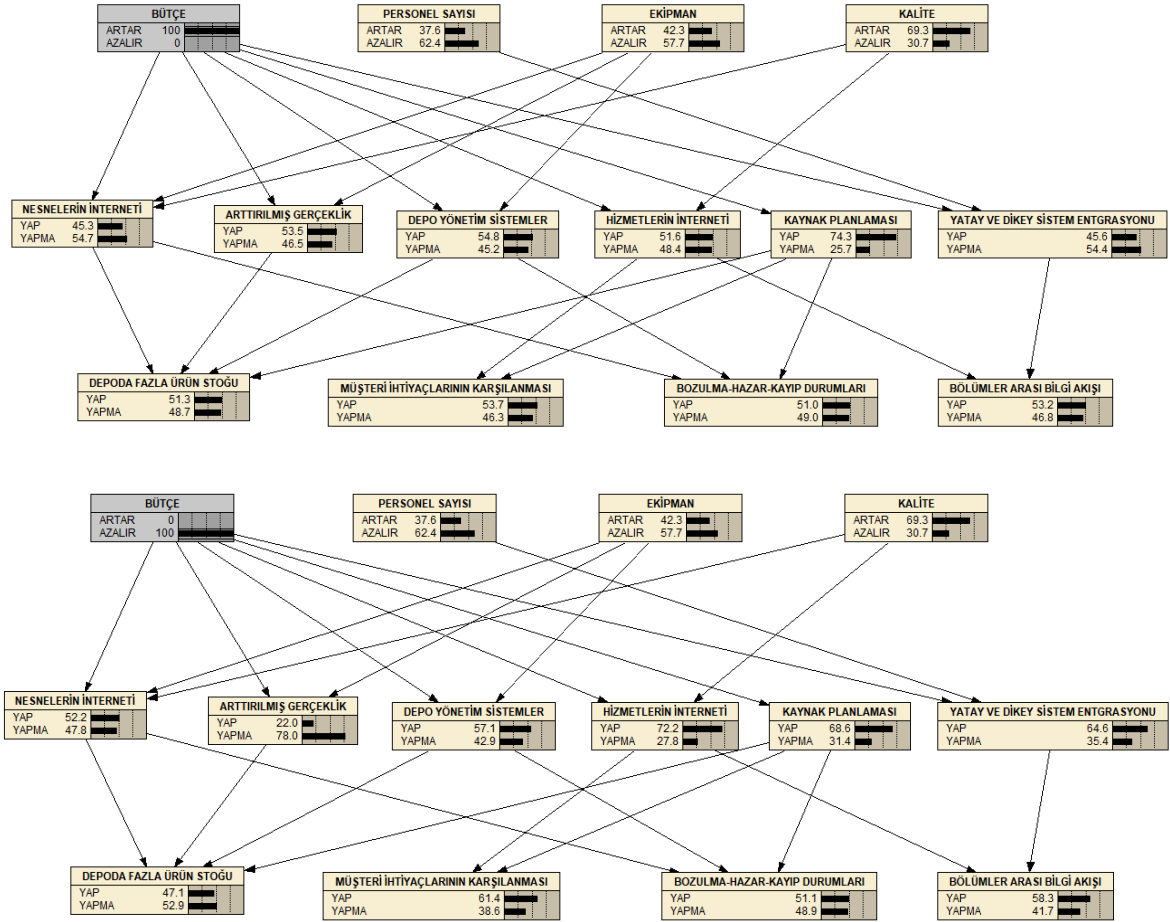 BÜTÇE
ARTAR 100
AZALIR 0
PERSONEL SAYISI
ARTAR 37.6
AZALIR 62.4
EKİPMAN
ARTAR 42.3
AZALIR 57.7
KALİTE
ARTAR 69.3
AZALIR 30.7
NESNELERİN İNTERNETİ
YAP 45.3
YAPMA 54.7
ARTTIRILMIŞ GERÇEKLİK
YAP 53.5
YAPMA 46.5
DEPO YÖNETİM SİSTEMLER
YAP 54.8
YAPMA 45.2
HİZMETLERİN İNTERNETİ
YAP 51.6
YAPMA 48.4
KAYNAK PLANLAMASI
YAP 74.3
YAPMA 25.7
YATAY VE DİKEY SİSTEM ENTGRASYONU
YAP 45.6
YAPMA 54.4
DEPODA FAZLA ÜRÜN STOĞU
YAP 51.3
YAPMA 48.7
MÜŞTERİ İHTİYAÇLARININ KARŞILANMASI
YAP 53.7
YAPMA 46.3
BOZULMA-HAZAR-KAYIP DURUMLARI
YAP 51.0
YAPMA 49.0
BÖLÜMLER ARASI BİLGİ AKIŞI
YAP 53.2
YAPMA 46.8
BÜTÇE
ARTAR 0
AZALIR 100
PERSONEL SAYISI
ARTAR 37.6
AZALIR 62.4
EKİPMAN
ARTAR 42.3
AZALIR 57.7
KALİTE
ARTAR 69.3
AZALIR 30.7
NESNELERİN İNTERNETİ
YAP 52.2
YAPMA 47.8
ARTTIRILMIŞ GERÇEKLİK
YAP 22.0
YAPMA 78.0
DEPO YÖNETİM SİSTEMLER
YAP 57.1
YAPMA 42.9
HİZMETLERİN İNTERNETİ
YAP 72.2
YAPMA 27.8
KAYNAK PLANLAMASI
YAP 68.6
YAPMA 31.4
YATAY VE DİKEY SİSTEM ENTGRASYONU
YAP 64.6
YAPMA 35.4
DEPODA FAZLA ÜRÜN STOĞU
YAP 47.1
YAPMA 52.9
MÜŞTERİ İHTİYAÇLARININ KARŞILANMASI
YAP 61.4
YAPMA 38.6
BOZULMA-HAZAR-KAYIP DURUMLARI
YAP 51.1
YAPMA 48.9
BÖLÜMLER ARASI BİLGİ AKIŞI
YAP 58.3
YAPMA 41.7